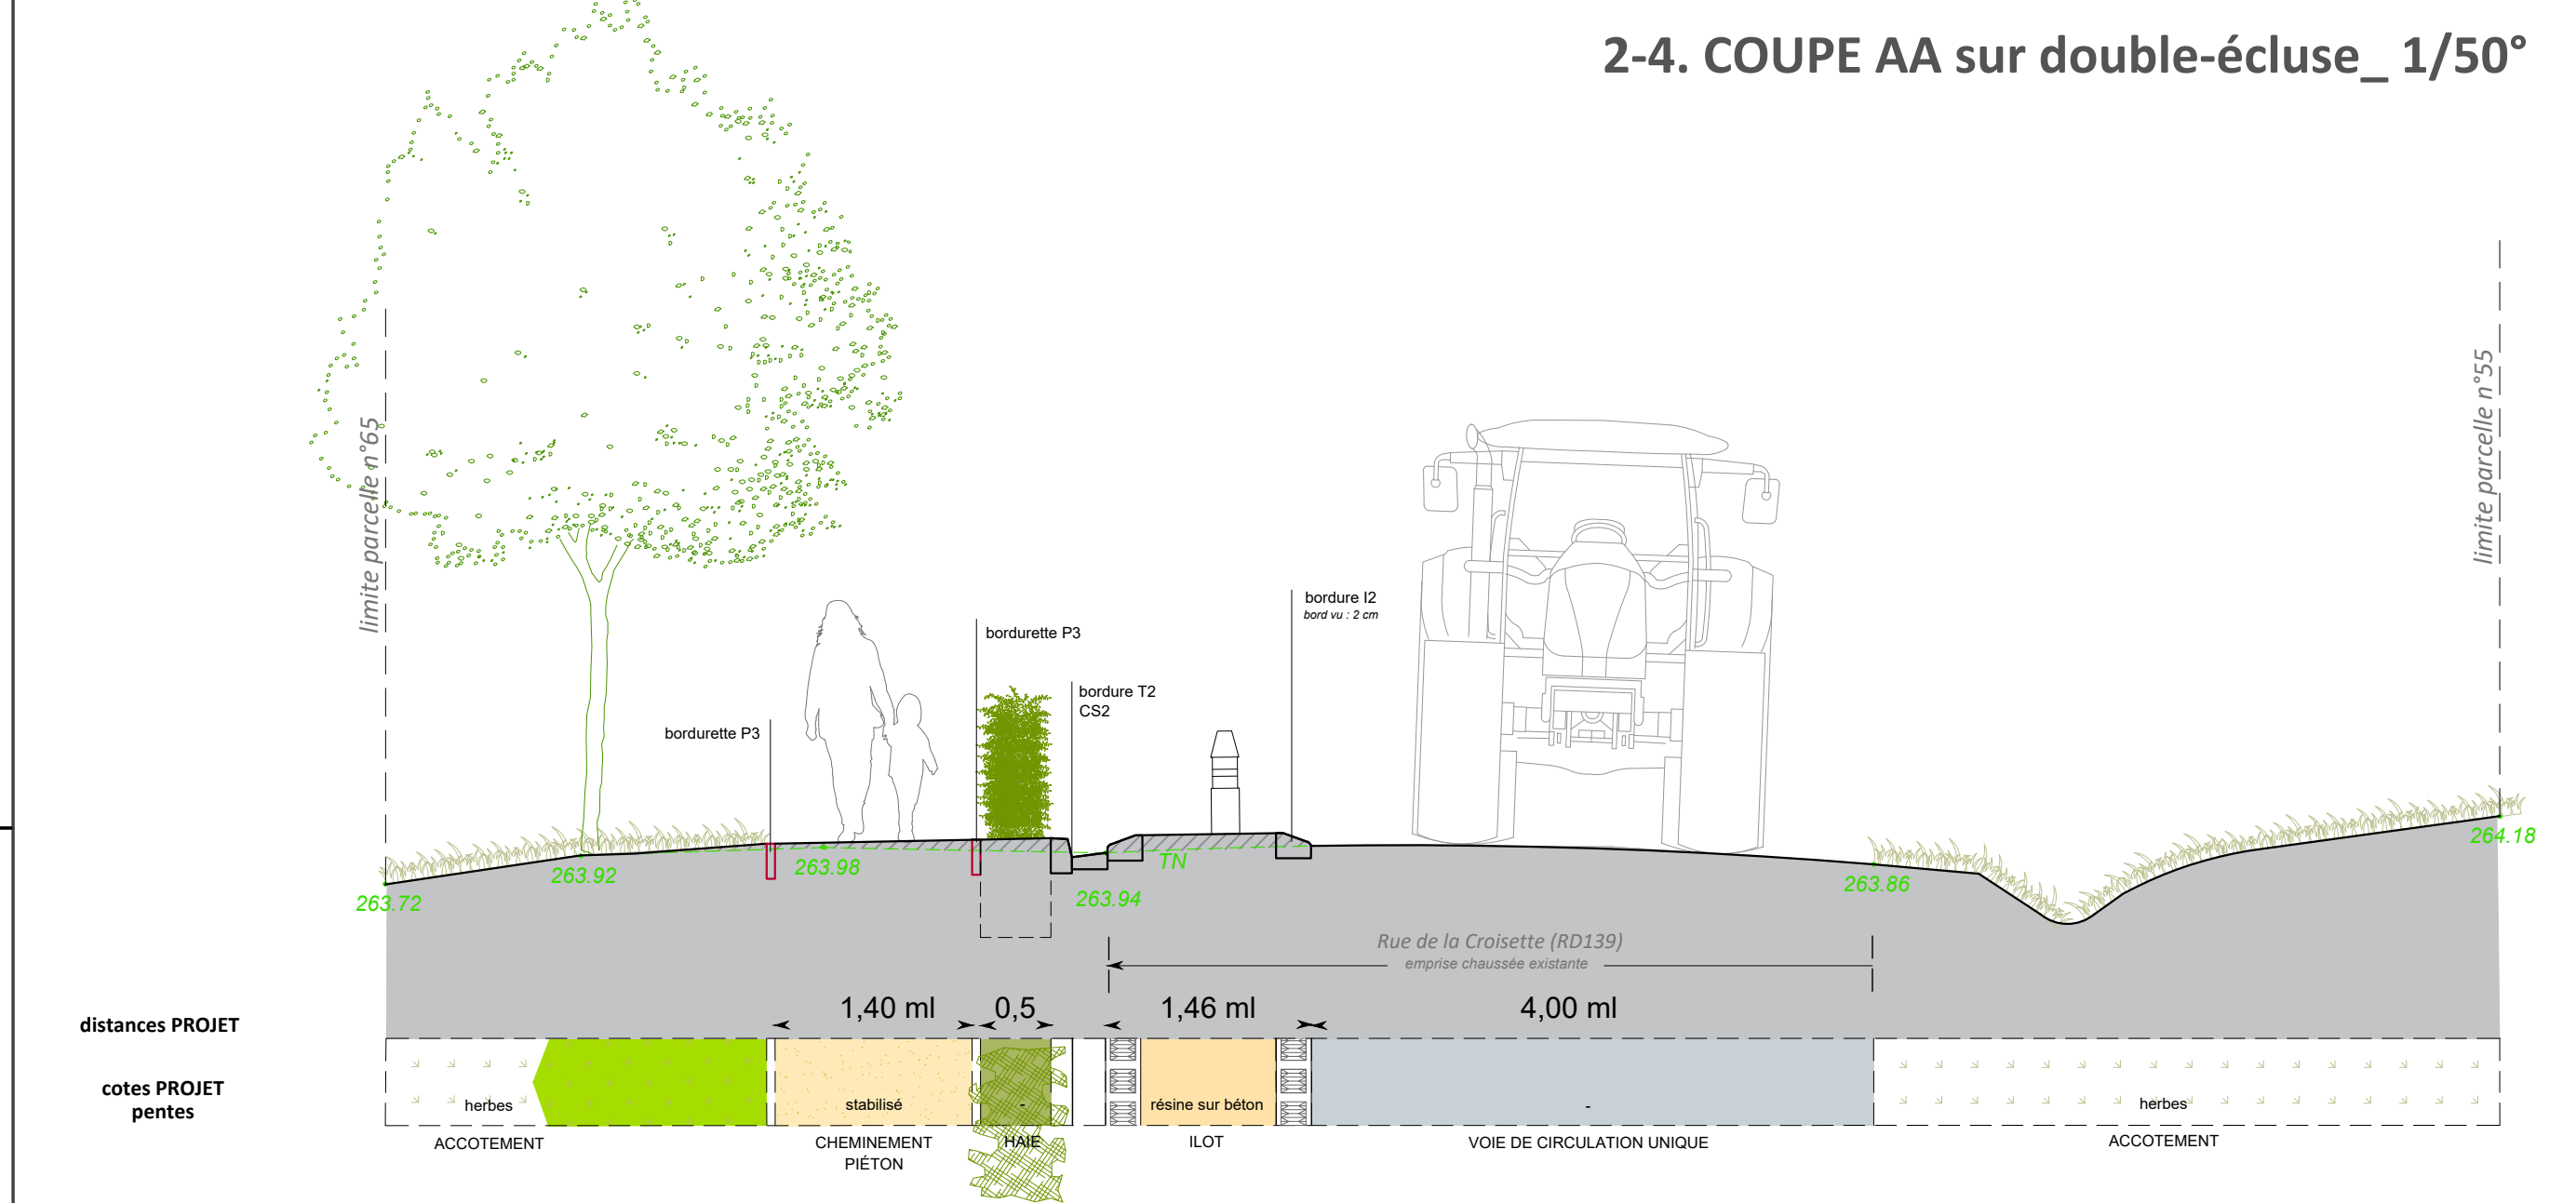 2-4. COUPE AA sur double-écluse_ 1/50°
limite parcelle n°65
limite parcelle n°55
bordure I2
bord vu : 2 cm
bordurette P3
bordure T2
CS2
bordurette P3
263.72
263.92
263.98
263.94
TN
263.86
264.18
Rue de la Croisette (RD139)
emprise chaussée existante
distances PROJET
1,40 ml
0,5
1,46 ml
4,00 ml
cotes PROJET
pentes
herbes
stabilisé
-
résine sur béton
-
herbes
ACCOTEMENT
CHEMINEMENT
PIÉTON
HAIE
ILOT
VOIE DE CIRCULATION UNIQUE
ACCOTEMENT